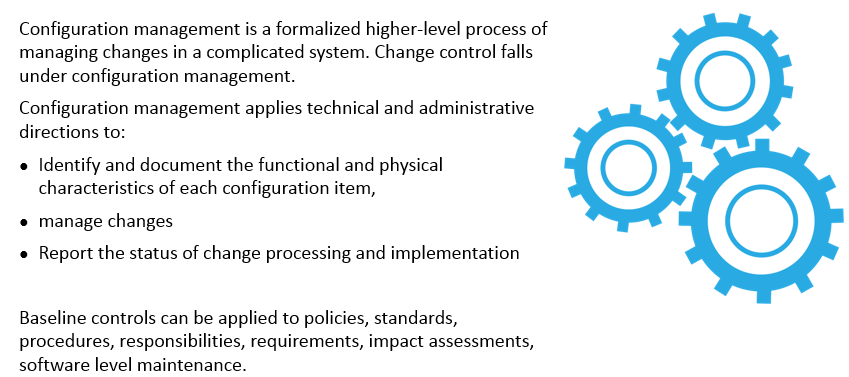 Configuration management is a formalized higher-level process of
managing changes in a complicated system. Change control falls
under configuration management.
Configuration management applies technical and administrative
directions to:
• Identify and document the functional and physical
characteristics of each configuration item,
• manage changes
• Report the status of change processing and implementation
Baseline controls can be applied to policies, standards,
procedures, responsibilities, requirements, impact assessments,
software level maintenance.